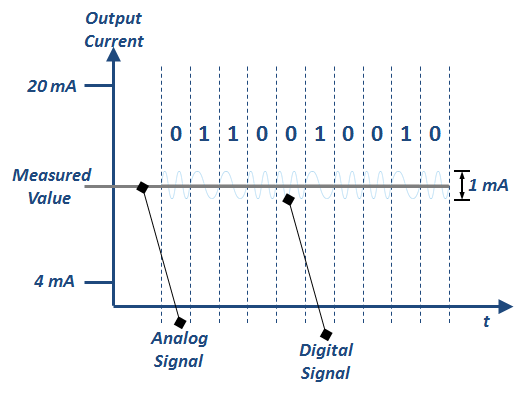 Output
Current
20 mA
0 1 1 0 0 1 0 0 1 0
Measured
Value
1 mA
4 mA
t
Analog
Signal
Digital
Signal